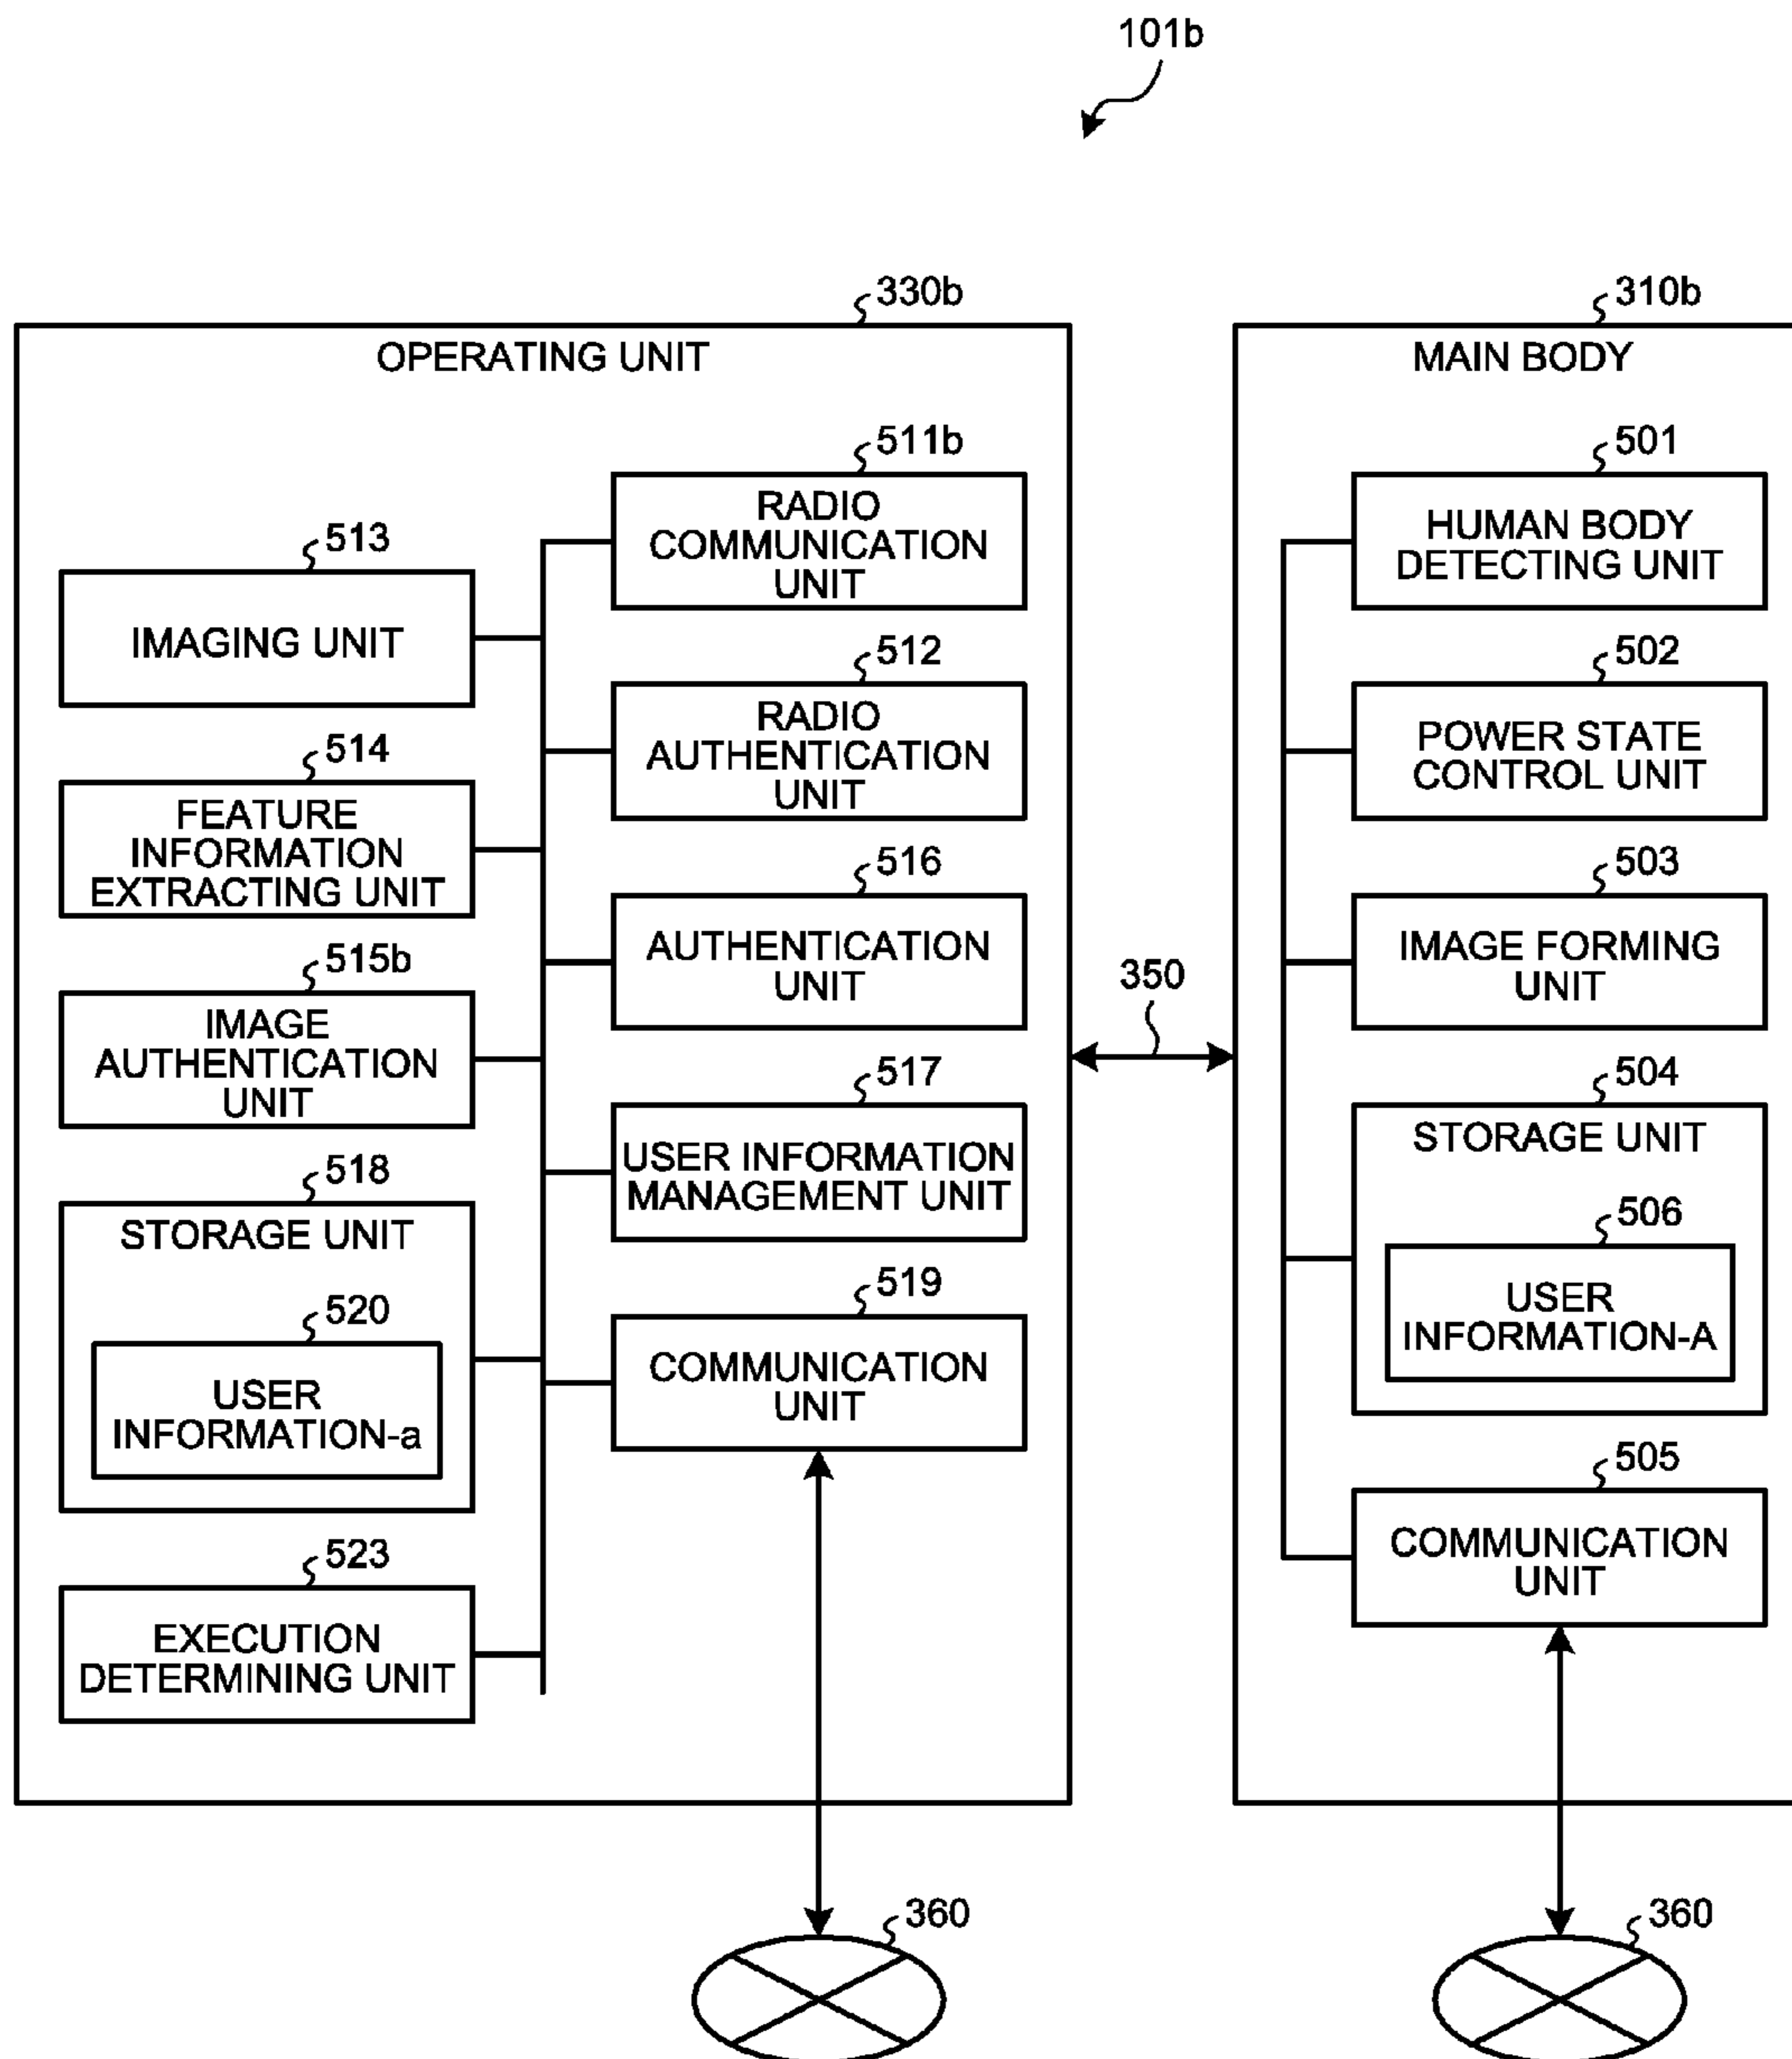 101b
330b
OPERATING UNIT
513
IMAGING UNIT
514
FEATURE
INFORMATION
EXTRACTING UNIT
515b
IMAGE
AUTHENTICATION
UNIT
518
STORAGE UNIT
520
USER
INFORMATION-a
523
EXECUTION
DETERMINING UNIT
511b
RADIO
COMMUNICATION
UNIT
512
RADIO
AUTHENTICATION
UNIT
516
AUTHENTICATION
UNIT
517
USER INFORMATION
MANAGEMENT UNIT
519
COMMUNICATION
UNIT
360
350
310b
MAIN BODY
501
HUMAN BODY
DETECTING UNIT
502
POWER STATE
CONTROL UNIT
503
IMAGE FORMING
UNIT
504
STORAGE UNIT
506
USER
INFORMATION-A
505
COMMUNICATION
UNIT
360